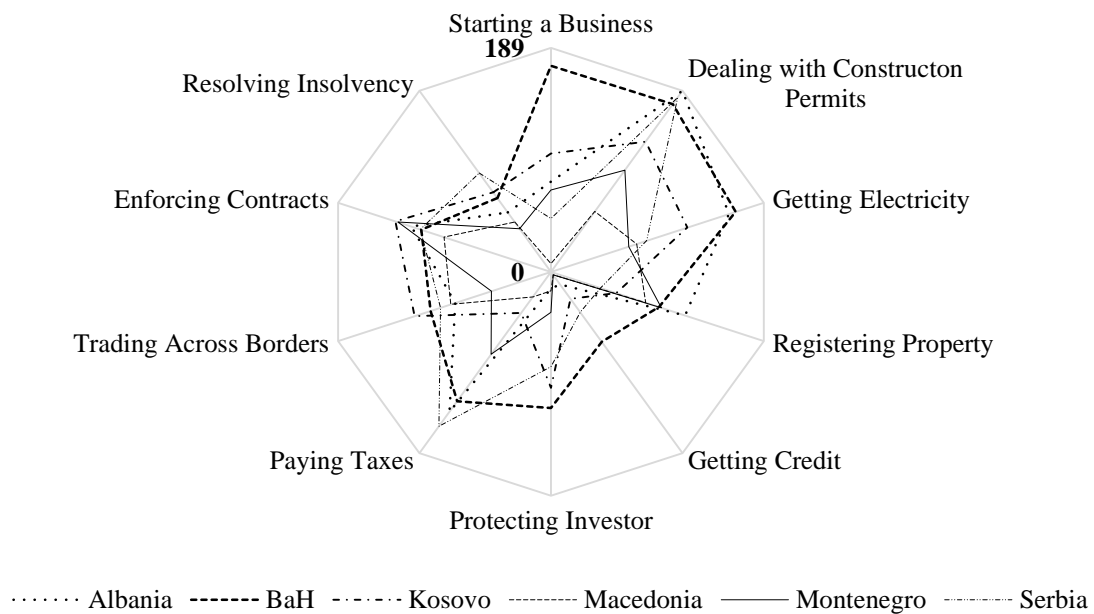 Starting a Business
189
Dealing with Constructon
Permits
Resolving Insolvency
Enforcing Contracts
Getting Electricity
0
Trading Across Borders
Registering Property
Paying Taxes
Getting Credit
Protecting Investor
Albania BaH Kosovo Macedonia Montenegro Serbia